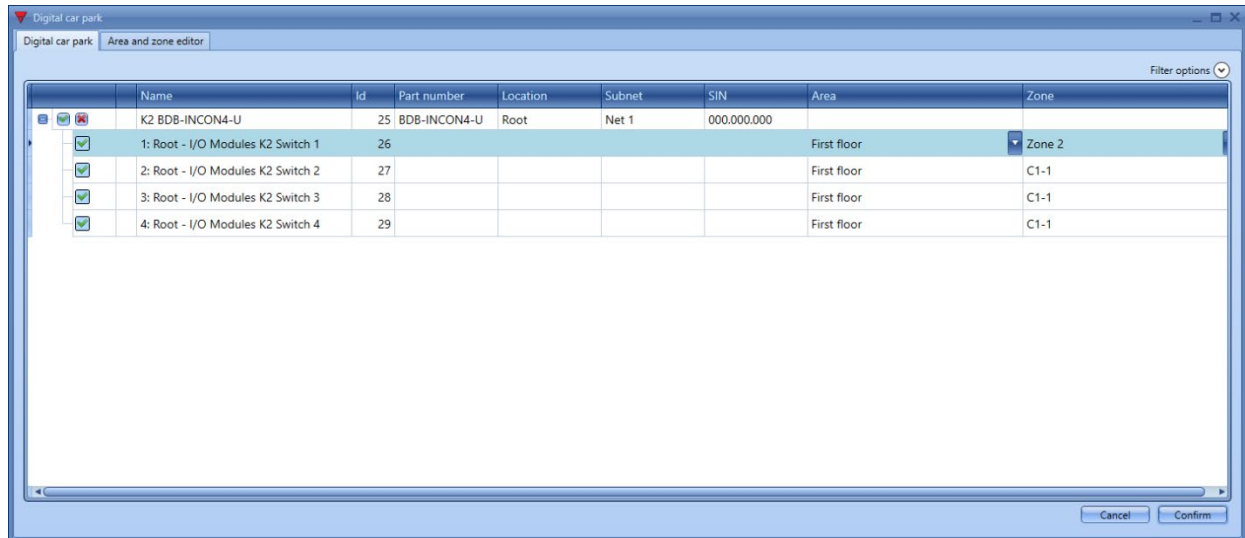 Digital car park
Digital car park Area and zone editor
Filter options
Name Id Part number Location Subnet SIN Area Zone
K2 BDB-INCON4-U 25 BDB-INCON4-U Root Net 1 000.000.000
1: Root - I/O Modules K2 Switch 1 26 First floor Zone 2
2: Root - I/O Modules K2 Switch 2 27 First floor C1-1
3: Root - I/O Modules K2 Switch 3 28 First floor C1-1
4: Root - I/O Modules K2 Switch 4 29 First floor C1-1
Cancel Confirm